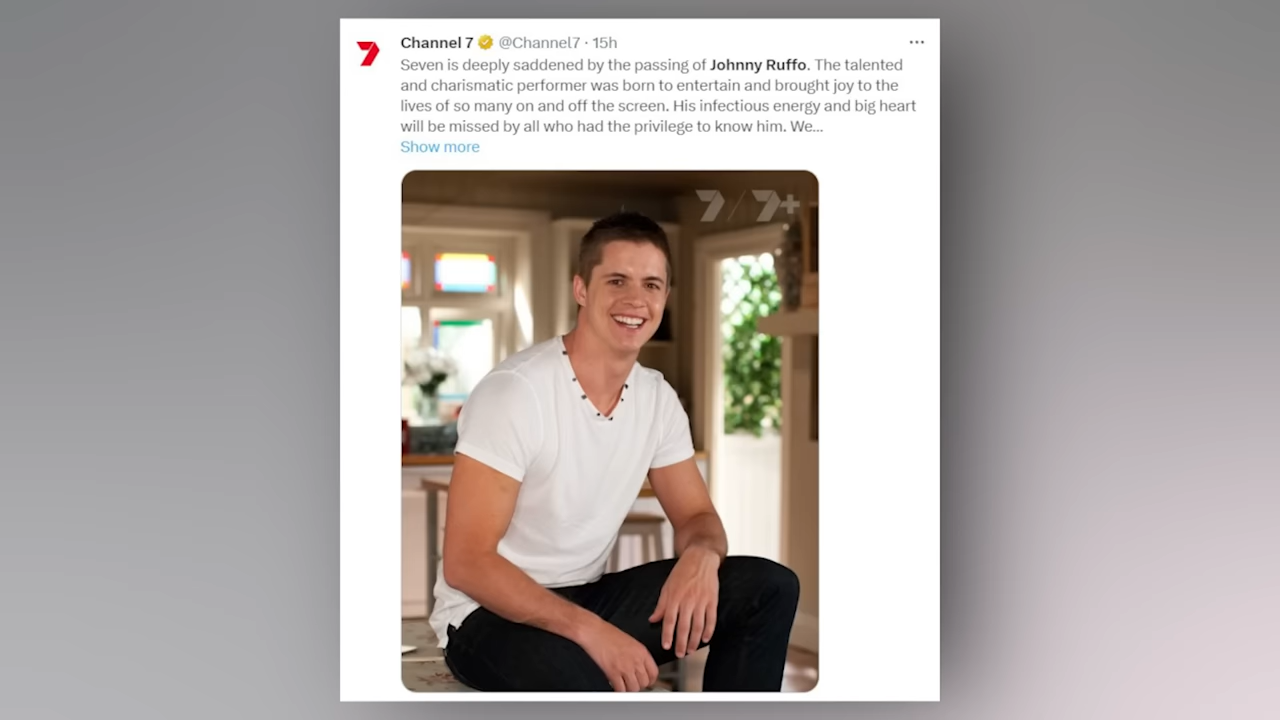 Channel 7 @Channel7 · 15h
Seven is deeply saddened by the passing of Johnny Ruffo. The talented
and charismatic performer was born to entertain and brought joy to the
lives of so many on and off the screen. His infectious energy and big heart
will be missed by all who had the privilege to know him. We...
Show more
7 / 7+